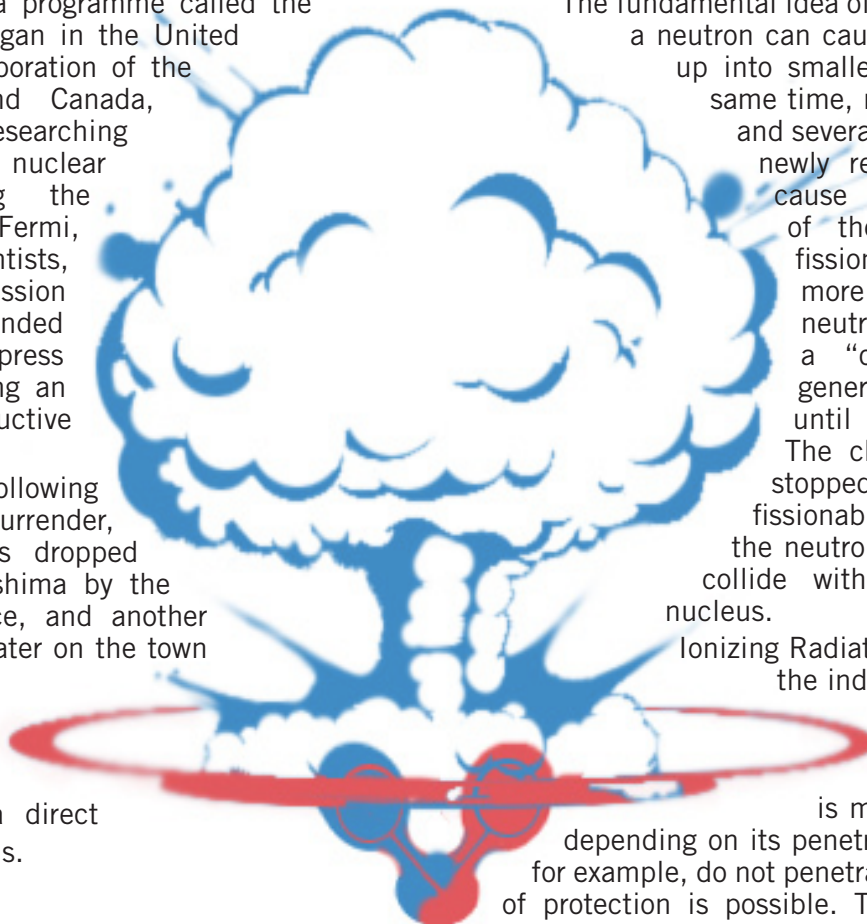 a programme called the
gan in the United
poration of the
nd Canada,
esearching
nuclear
g the
Fermi,
ntists,
ssion
nded
press
ng an
uctive
ollowing
urrender,
s dropped
shima by the
ce, and another
ater on the town
n direct
s.
The fundamental idea of
a neutron can cau
up into smalle
same time, r
and severa
newly re
cause
of the
fission
more
neutr
a “c
gener
until
The c
stopped
fissionab
the neutro
collide with
nucleus.
Ionizing Radiat
the ind
is m
depending on its penetr
for example, do not penetra
of protection is possible. T